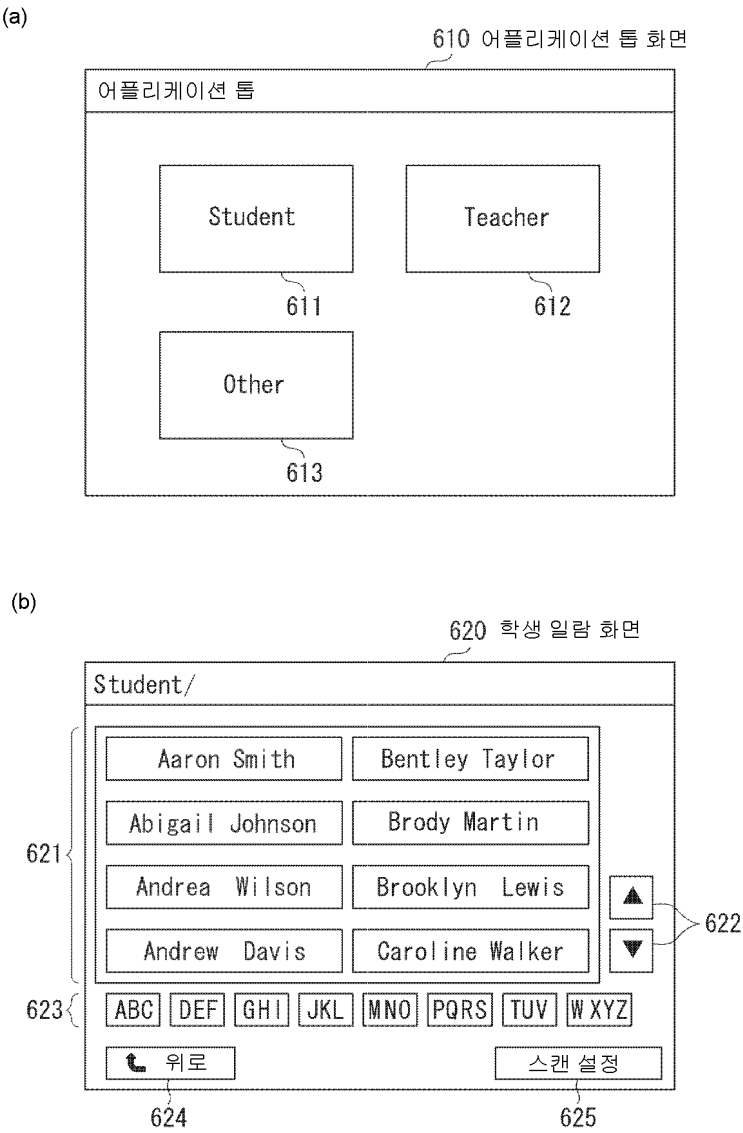 (a)
610 어플리케이션 톱 화면
어플리케이션 톱
Student
Teacher
611
612
Other
613
(b)
620 학생 일람 화면
Student/
Aaron Smith
Bentley Taylor
Abigail Johnson
Brody Martin
621
Andrea Wilson
Brooklyn Lewis
622
Andrew Davis
Caroline Walker
623
ABC DEF GHI JKL MNO PQRS TUV WXYZ
위로
스캔 설정
624
625